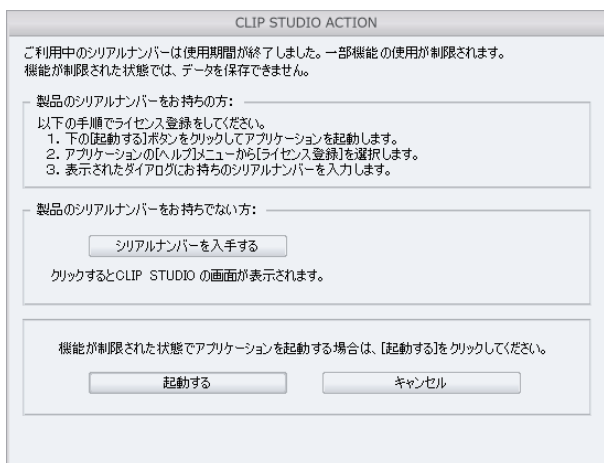 CLIP STUDIO ACTION
ご利用中のシリアルナンバーは使用期間が終了しました。一部機能の使用が制限されます。
機能が制限された状態では、データを保存できません。
製品のシリアルナンバーをお持ちの方:
以下の手順でライセンス登録をしてください。
1. 下の[起動する]ボタンをクリックしてアプリケーションを起動します。
2. アプリケーションの[ヘルプ]メニューから[ライセンス登録]を選択します。
3. 表示されたダイアログにお持ちのシリアルナンバーを入力します。
製品のシリアルナンバーをお持ちでない方:
シリアルナンバーを入手する
クリックするとCLIP STUDIO の画面が表示されます。
機能が制限された状態でアプリケーションを起動する場合は、[起動する]をクリックしてください。
起動する
キャンセル